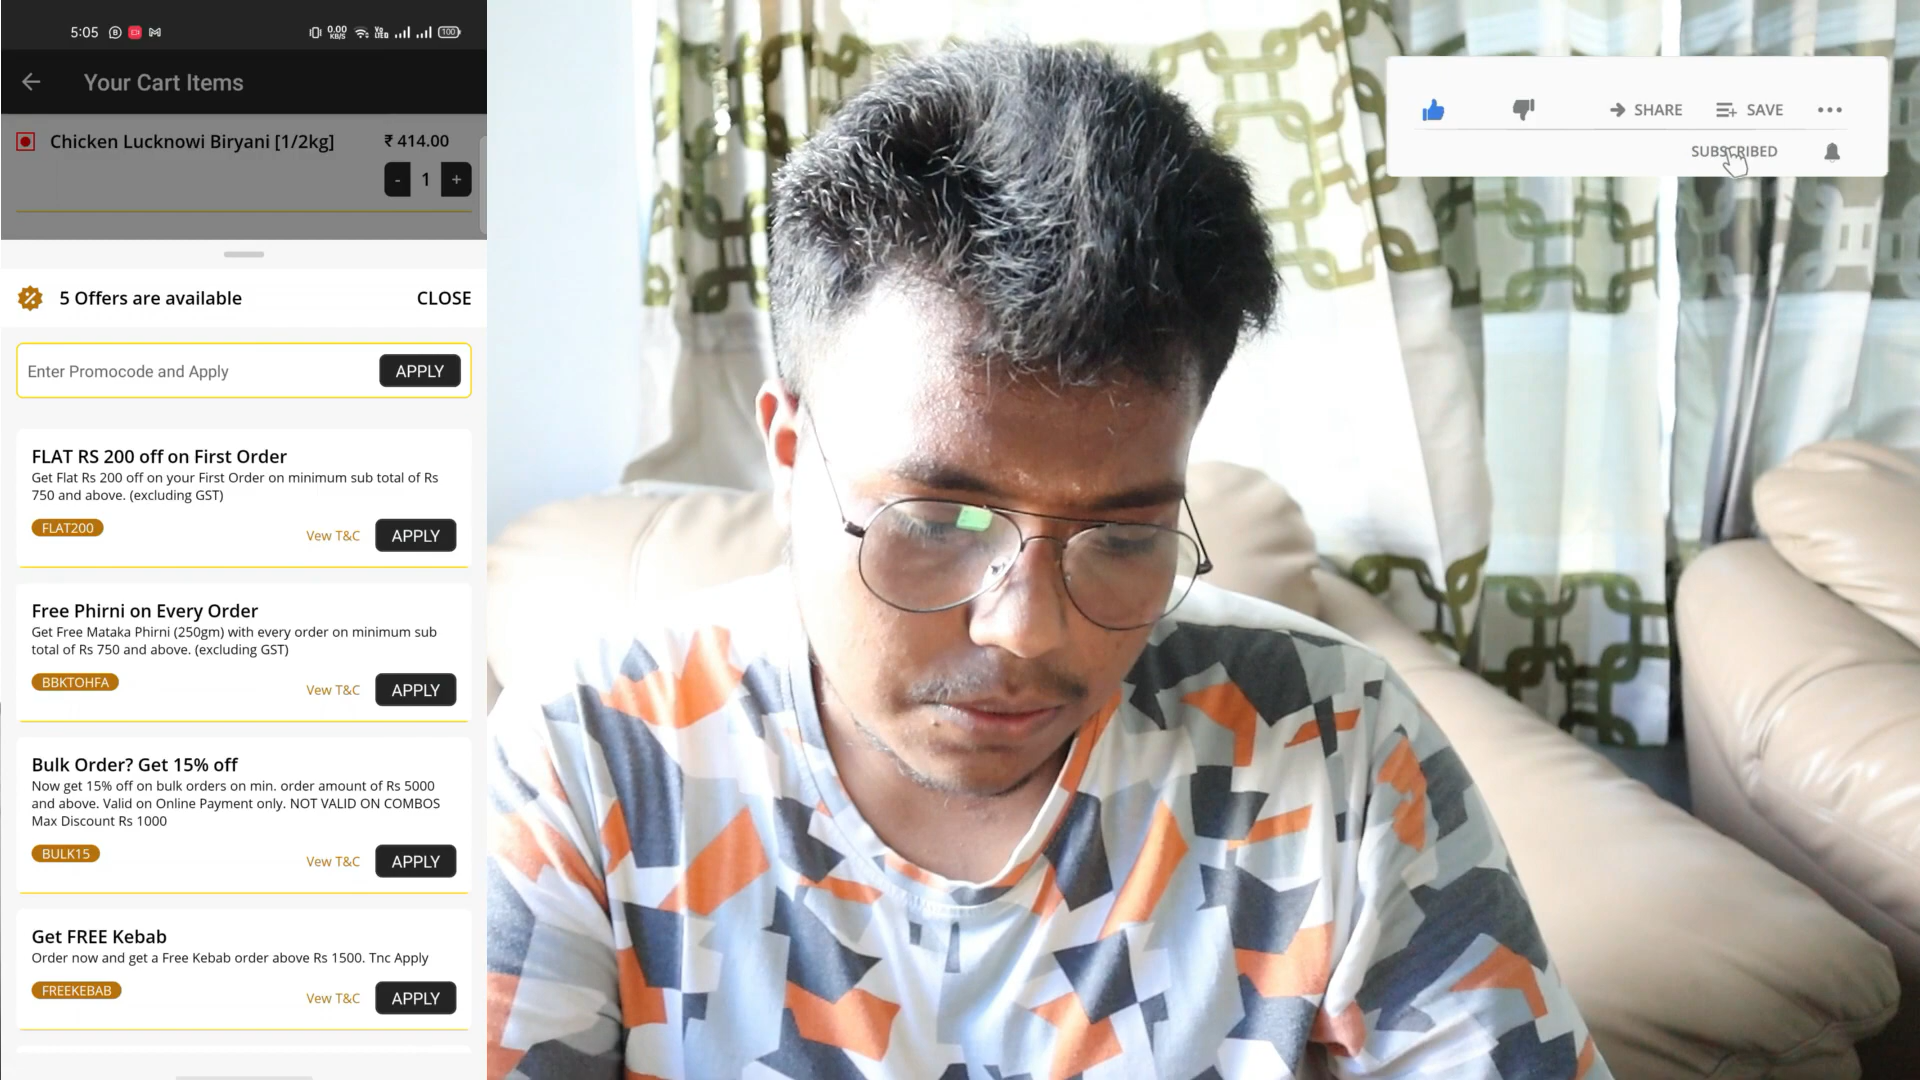 5:05
0.00
KB/S
100
Your Cart Items
Chicken Lucknowi Biryani [1/2kg]
₹ 414.00
- 1 +
5 Offers are available
CLOSE
Enter Promocode and Apply
APPLY
FLAT RS 200 off on First Order
Get Flat Rs 200 off on your First Order on minimum sub total of Rs
750 and above. (excluding GST)
FLAT200
Vew T&C
APPLY
Free Phirni on Every Order
Get Free Mataka Phirni (250gm) with every order on minimum sub
total of Rs 750 and above. (excluding GST)
BBKTOHFA
Vew T&C
APPLY
Bulk Order? Get 15% off
Now get 15% off on bulk orders on min. order amount of Rs 5000
and above. Valid on Online Payment only. NOT VALID ON COMBOS
Max Discount Rs 1000
BULK15
Vew T&C
APPLY
Get FREE Kebab
Order now and get a Free Kebab order above Rs 1500. Tnc Apply
FREEKEBAB
Vew T&C
APPLY
SHARE
SAVE
SUBSCRIBED